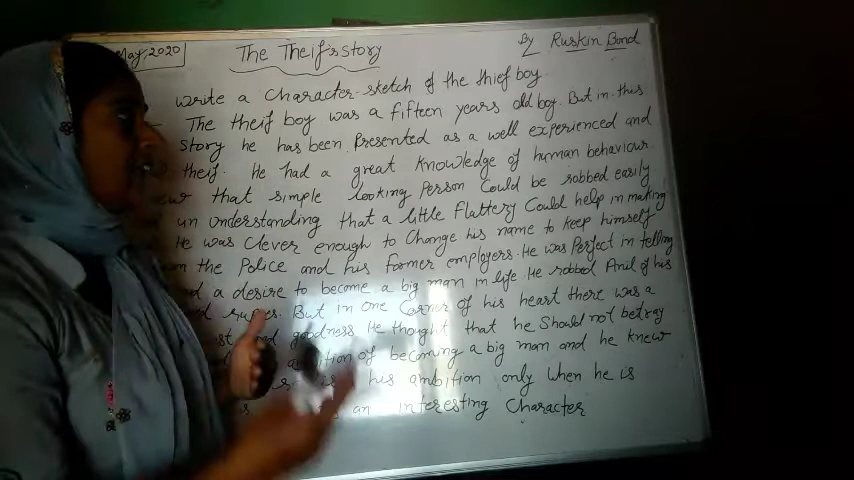 May, 2020
The Theif's story
By Ruskin Bond
write a Character-sketch of the thief boy.
The theif boy was a fifteen years old boy. But in this
story he has been Presented as a well experienced and
theif. He had a great knowledge of human behaviour
that simple looking Person Could be robbed easily
understanding that a little flattery Could help in making
He was Clever enough to Change his name to keep himself
the Police and his former employers. He was Perfect in telling
a desire to become a big man in life. He robbed Anil of his
But in one Corner of his heart there was a
goodness He thought that he Should not betray
of becoming a big man and he knew
his ambition only when he is
an interesting Character